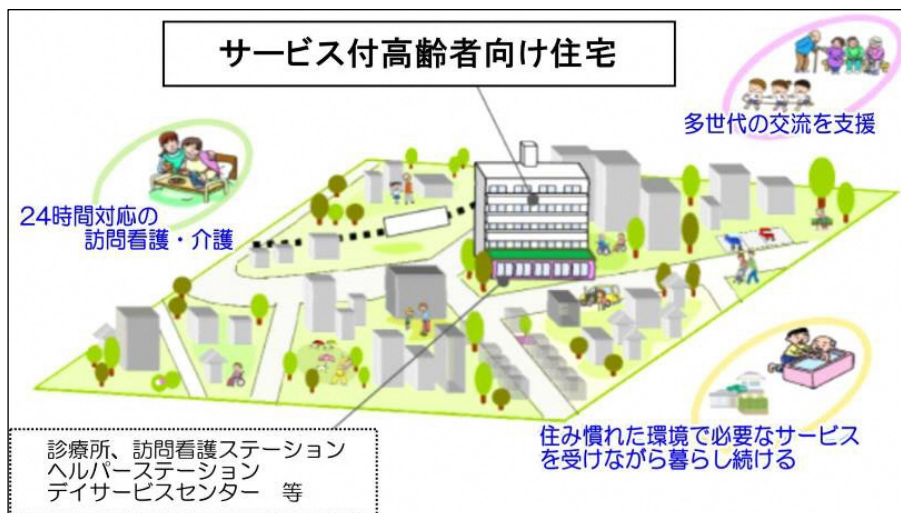 サービス付高齢者向け住宅
多世代の交流を支援
24時間対応の
訪問看護・介護
住み慣れた環境で必要なサービス
を受けながら暮らし続ける
診療所、訪問看護ステーション
ヘルパーステーション
デイサービスセンター　等